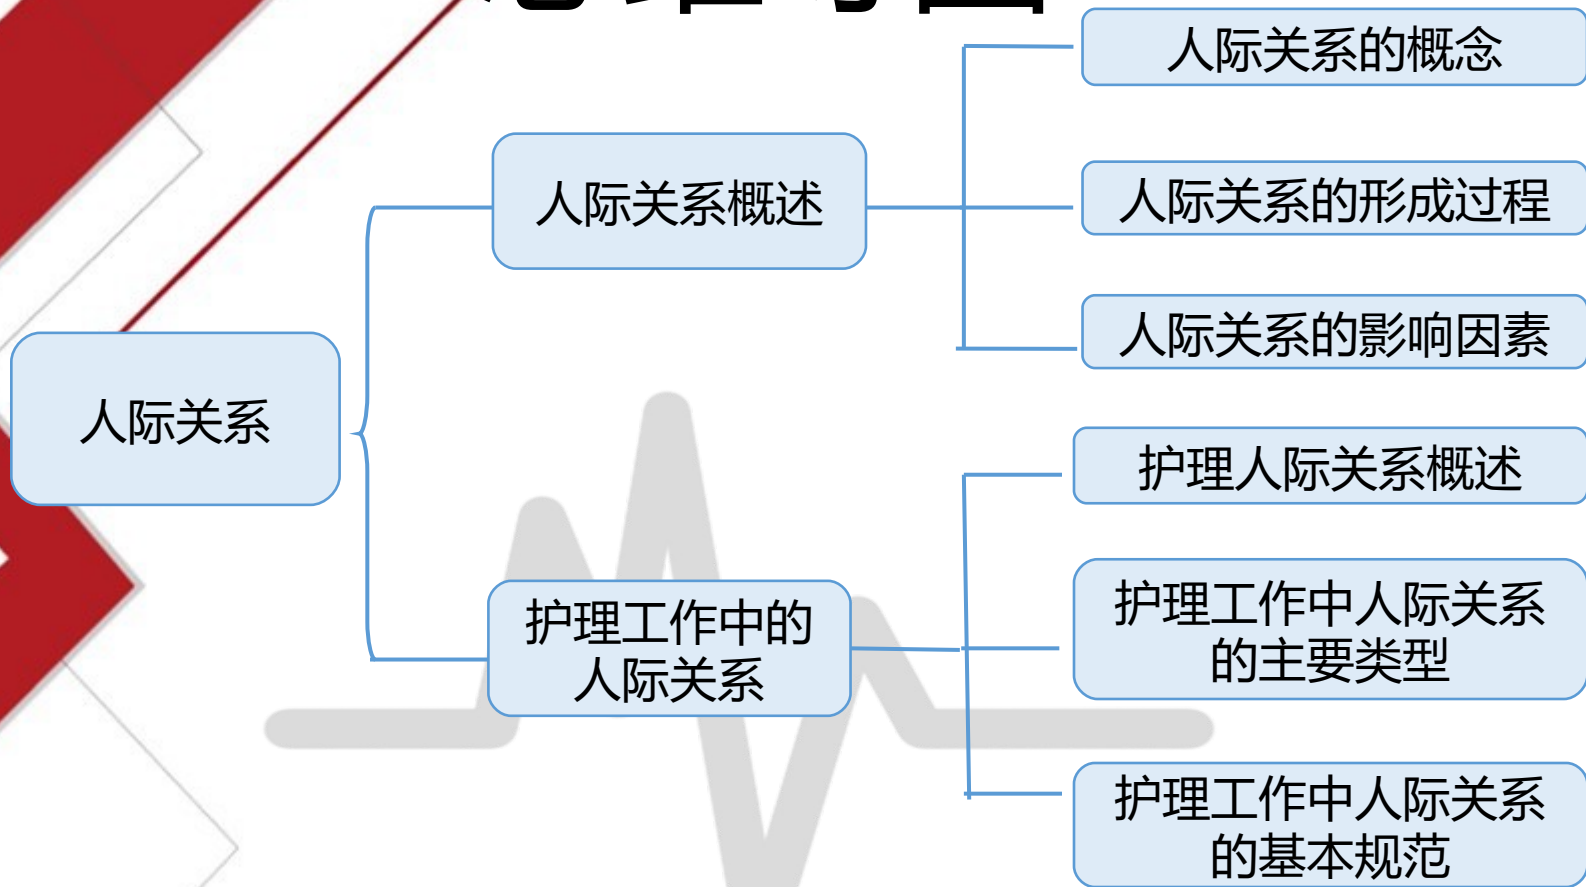 人际关系的概念
人际关系概述
人际关系的形成过程
人际关系的影响因素
人际关系
护理人际关系概述
护理工作中的
人际关系
护理工作中人际关系
的主要类型
护理工作中人际关系
的基本规范